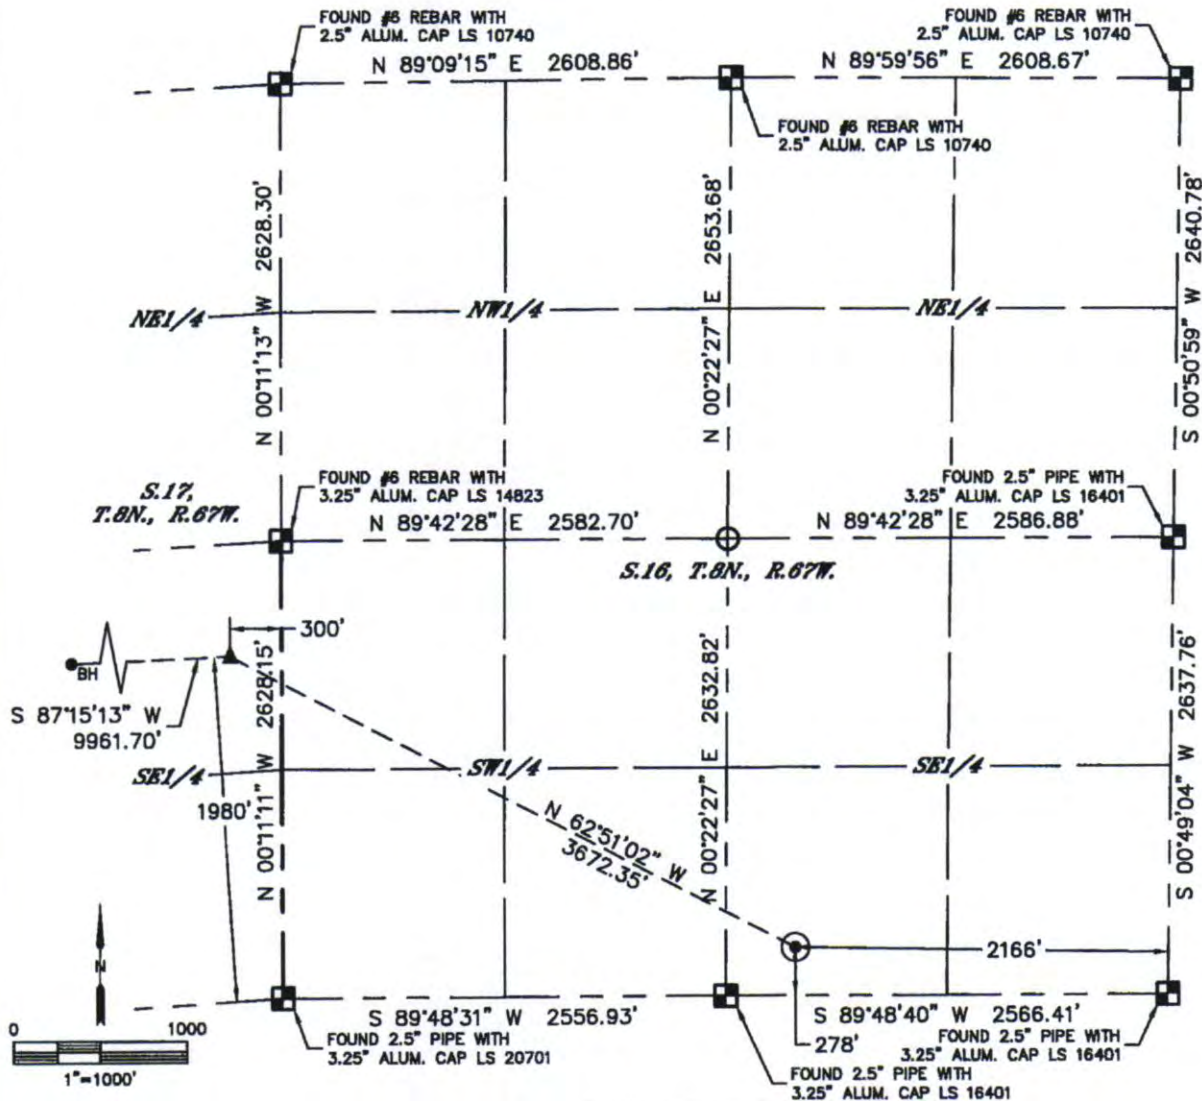 FOUND #6 REBAR WITH
2.5" ALUM. CAP LS 10740
FOUND #6 REBAR WITH
2.5" ALUM. CAP LS 10740
N 89°09'15" E 2608.86'
N 89°59'56" E 2608.67'
FOUND #6 REBAR WITH
2.5" ALUM. CAP LS 10740
N 00°11'13" W 2628.30'
N 00°22'27" E 2653.68'
S 00°50'59" W 2640.78'
NE1/4
NW1/4
NE1/4
S.17,
T.8N., R.67W.
FOUND #6 REBAR WITH
3.25" ALUM. CAP LS 14823
FOUND 2.5" PIPE WITH
3.25" ALUM. CAP LS 16401
N 89°42'28" E 2582.70'
N 89°42'28" E 2586.88'
S.16, T.8N., R.67W.
300'
BH
S 87°15'13" W
9961.70'
N 00°11'11" W 2628.15'
N 00°22'27" E 2632.82'
S 00°49'04" W 2637.76'
SE1/4
SW1/4
SE1/4
1980'
N 62°51'02" W
3672.35'
2166'
N
0 1000
1"=1000'
S 89°48'31" W 2556.93'
S 89°48'40" W 2566.41'
278'
FOUND 2.5" PIPE WITH
3.25" ALUM. CAP LS 20701
FOUND 2.5" PIPE WITH
3.25" ALUM. CAP LS 16401
FOUND 2.5" PIPE WITH
3.25" ALUM. CAP LS 16401